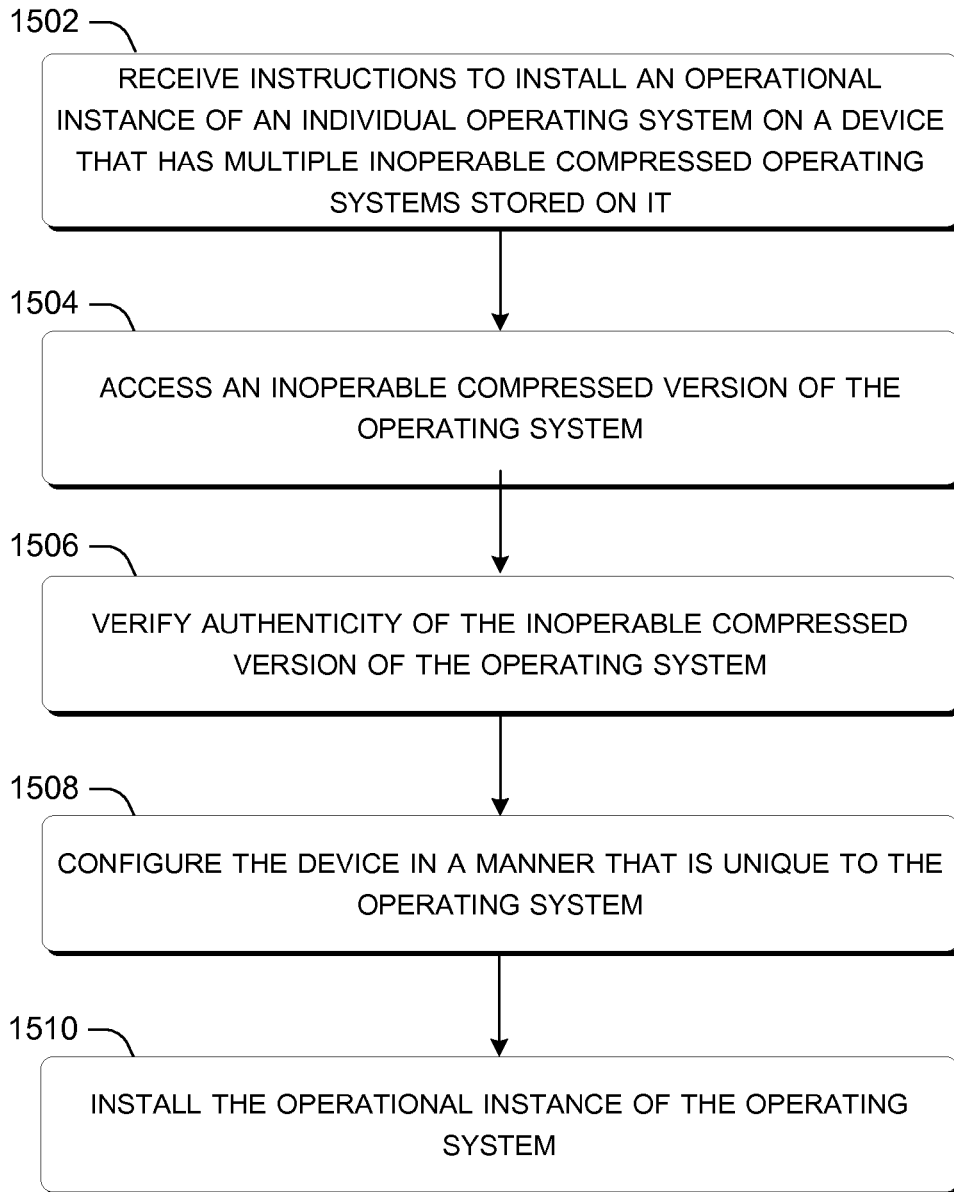 1502
RECEIVE INSTRUCTIONS TO INSTALL AN OPERATIONAL
INSTANCE OF AN INDIVIDUAL OPERATING SYSTEM ON A DEVICE
THAT HAS MULTIPLE INOPERABLE COMPRESSED OPERATING
SYSTEMS STORED ON IT
1504
ACCESS AN INOPERABLE COMPRESSED VERSION OF THE
OPERATING SYSTEM
1506
VERIFY AUTHENTICITY OF THE INOPERABLE COMPRESSED
VERSION OF THE OPERATING SYSTEM
1508
CONFIGURE THE DEVICE IN A MANNER THAT IS UNIQUE TO THE
OPERATING SYSTEM
1510
INSTALL THE OPERATIONAL INSTANCE OF THE OPERATING
SYSTEM